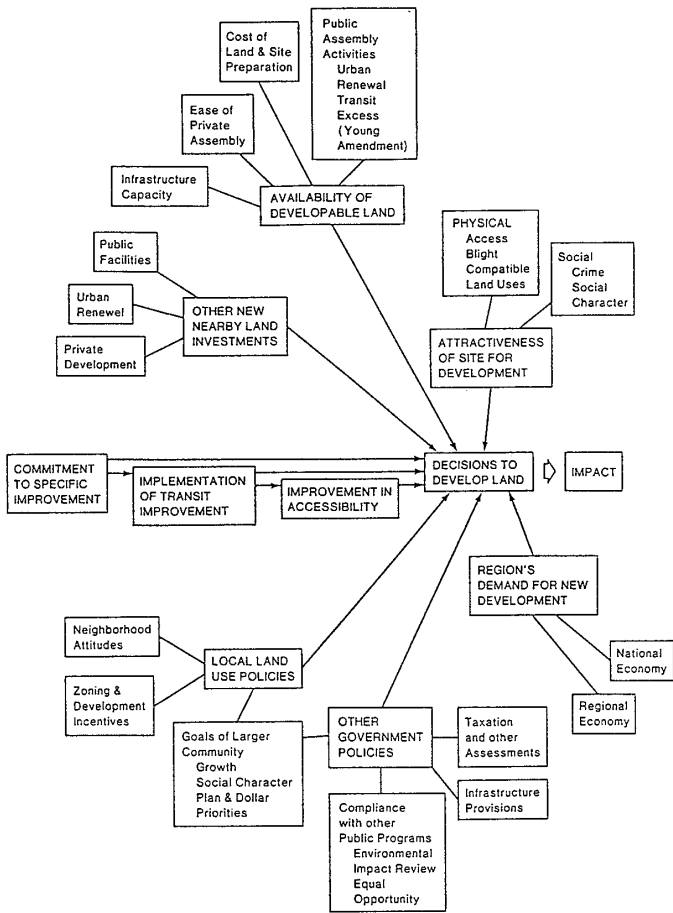 Cost of
Land & Site
Preparation
Public
Assembly
Activities
Urban
Renewal
Transit
Excess
(Young
Amendment)
Ease of
Private
Assembly
Infrastructure
Capacity
AVAILABILITY OF
DEVELOPABLE LAND
PHYSICAL
Access
Blight
Compatible
Land Uses
Social
Crime
Social
Character
Public
Facilities
Urban
Renewel
Private
Development
OTHER NEW
NEARBY LAND
INVESTMENTS
ATTRACTIVENESS
OF SITE FOR
DEVELOPMENT
COMMITMENT
TO SPECIFIC
IMPROVEMENT
IMPLEMENTATION
OF TRANSIT
IMPROVEMENT
IMPROVEMENT IN
ACCESSIBILITY
DECISIONS TO
DEVELOP LAND
IMPACT
REGION'S
DEMAND FOR NEW
DEVELOPMENT
National
Economy
Regional
Economy
Neighborhood
Attitudes
Zoning &
Development
Incentives
LOCAL LAND
USE POLICIES
Goals of Larger
Community
Growth
Social Character
Plan & Dollar
Priorities
OTHER
GOVERNMENT
POLICIES
Taxation
and other
Assessments
Infrastructure
Provisions
Compliance
with other
Public Programs
Environmental
Impact Review
Equal
Opportunity